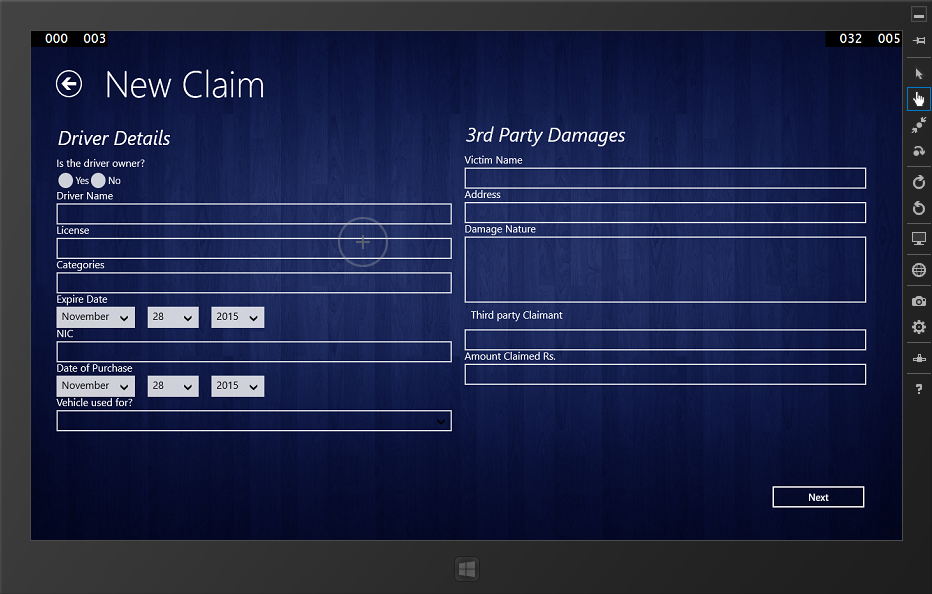 000 003 032 005
New Claim
Driver Details
Is the driver owner?
Yes No
Driver Name
License
Categories
Expire Date
November 28 2015
NIC
Date of Purchase
November 28 2015
Vehicle used for?
3rd Party Damages
Victim Name
Address
Damage Nature
Third party Claimant
Amount Claimed Rs.
Next
?